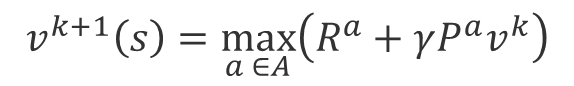 v^{k+1}(s) = max_{a ∈A}(R^a + γP^a v^k)